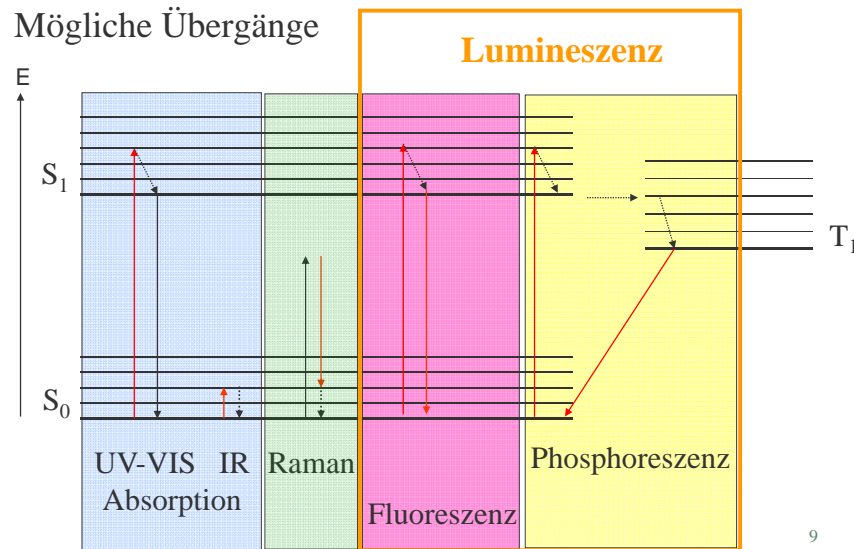 Mögliche Übergänge
Lumineszenz
E
S₁
T₁
S₀
UV-VIS IR
Absorption
Raman
Fluoreszenz
Phosphoreszenz
9